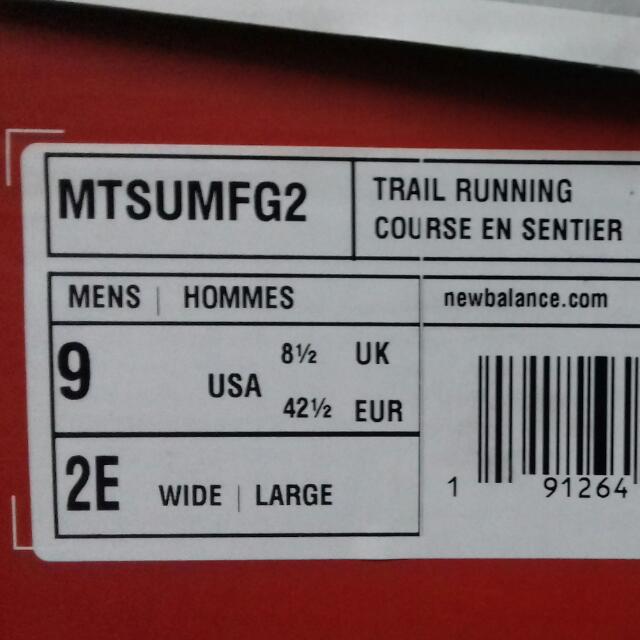 MTSUMFG2
TRAIL RUNNING
COURSE EN SENTIER
MENS | HOMMES
newbalance.com
9 USA
8½ UK
42½ EUR
2E WIDE | LARGE
1 91264